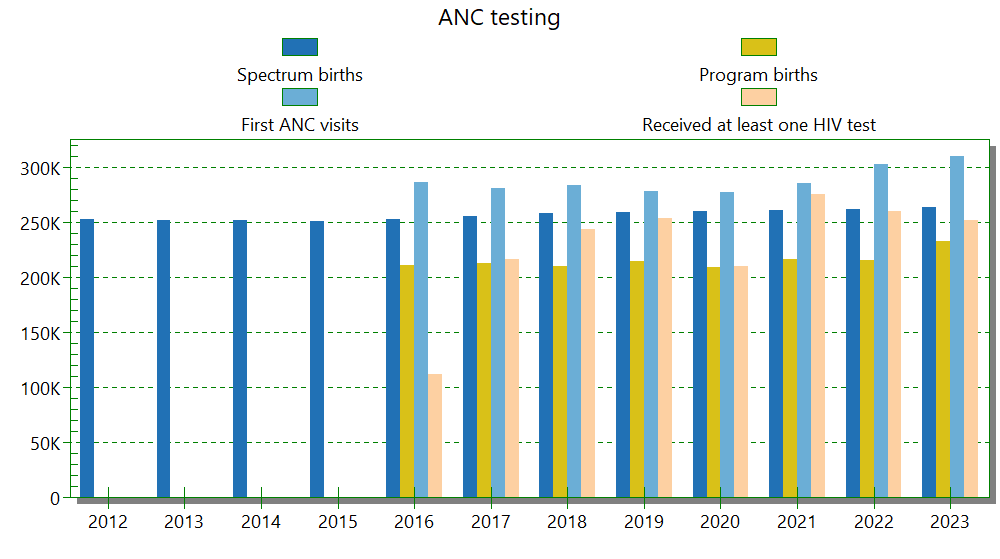 ANC testing
Spectrum births
Program births
First ANC visits
Received at least one HIV test
300K
250K
200K
150K
100K
50K
0
2012 2013 2014 2015 2016 2017 2018 2019 2020 2021 2022 2023